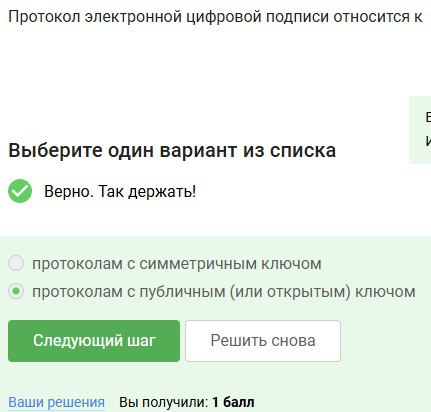 Протокол электронной цифровой подписи относится к
Выберите один вариант из списка
Верно. Так держать!
протоколам с симметричным ключом
протоколам с публичным (или открытым) ключом
Следующий шаг
Решить снова
Ваши решения Вы получили: 1 балл